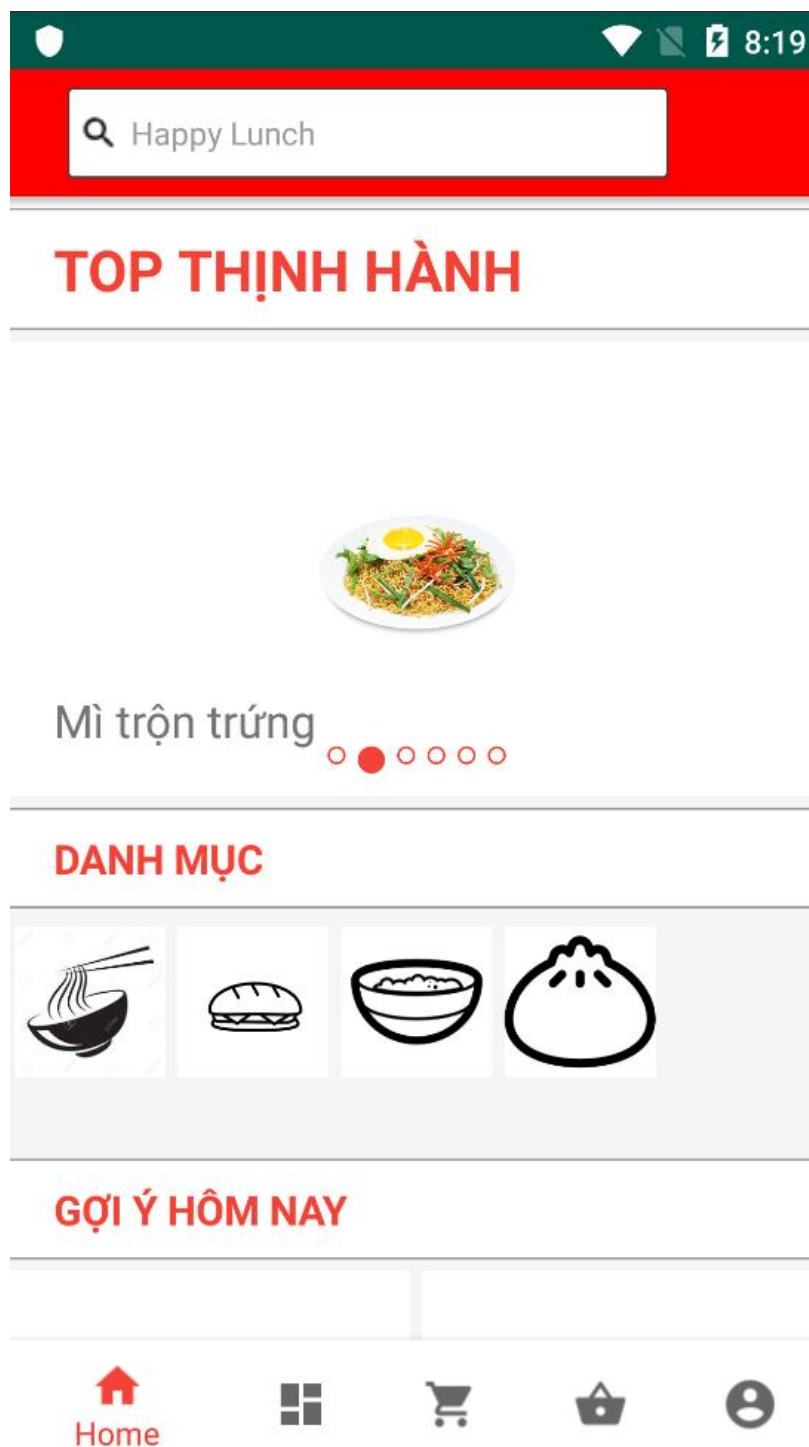 8:19
Happy Lunch
TOP THỊNH HÀNH
Mì trộn trứng
DANH MỤC
GỢI Ý HÔM NAY
Home